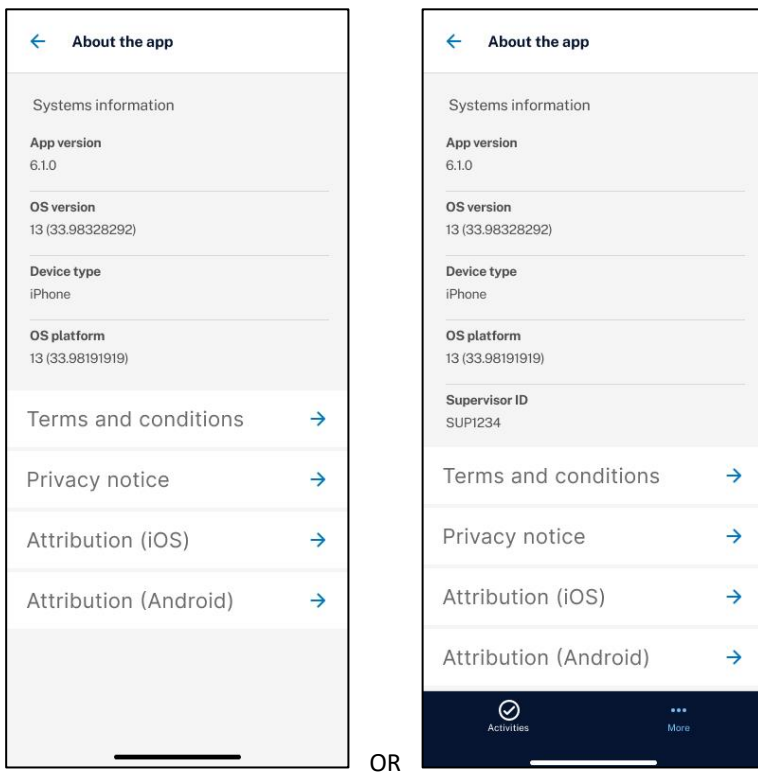 About the app
Systems information
App version
6.1.0
OS version
13 (33.98328292)
Device type
iPhone
OS platform
13 (33.98191919)
Terms and conditions
Privacy notice
Attribution (iOS)
Attribution (Android)
OR
About the app
Systems information
App version
6.1.0
OS version
13 (33.98328292)
Device type
iPhone
OS platform
13 (33.98191919)
Supervisor ID
SUP1234
Terms and conditions
Privacy notice
Attribution (iOS)
Attribution (Android)
Activities
More